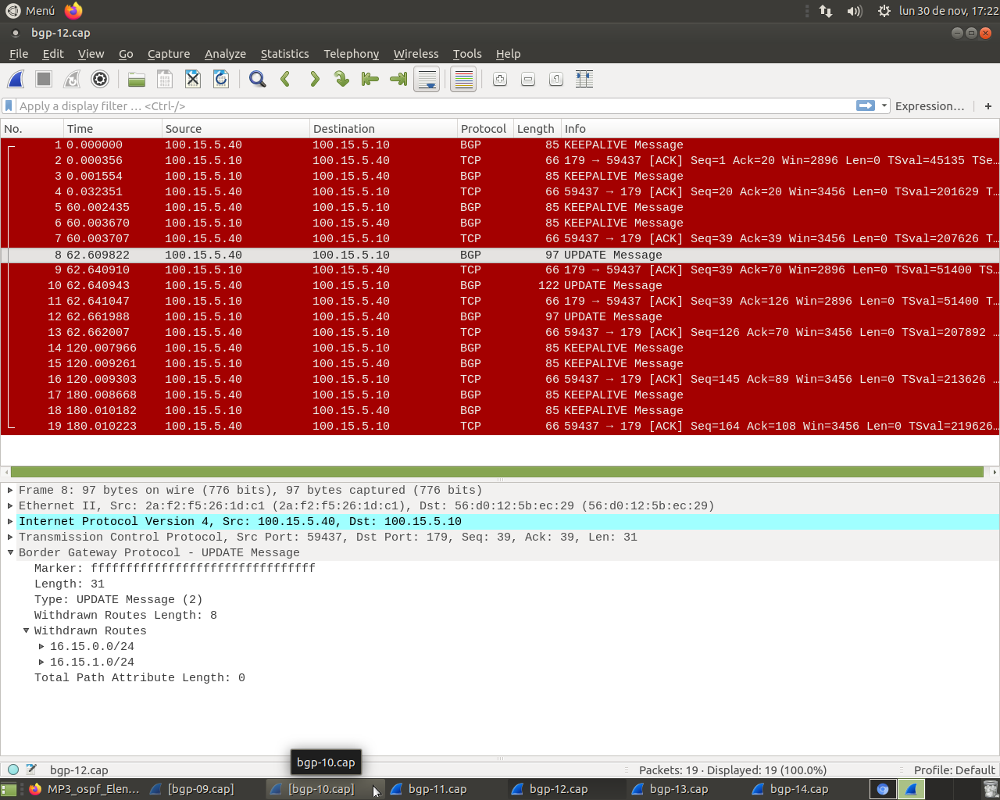 Menú lun 30 de nov, 17:22
bgp-12.cap
File Edit View Go Capture Analyze Statistics Telephony Wireless Tools Help
Apply a display filter … <Ctrl-/> Expression… +
No. Time Source Destination Protocol Length Info
1 0.000000 100.15.5.40 100.15.5.10 BGP 85 KEEPALIVE Message
2 0.000356 100.15.5.10 100.15.5.40 TCP 66 179 → 59437 [ACK] Seq=1 Ack=20 Win=2896 Len=0 TSval=45135 TSe…
3 0.001554 100.15.5.10 100.15.5.40 BGP 85 KEEPALIVE Message
4 0.032351 100.15.5.40 100.15.5.10 TCP 66 59437 → 179 [ACK] Seq=20 Ack=20 Win=3456 Len=0 TSval=201629 T…
5 60.002435 100.15.5.40 100.15.5.10 BGP 85 KEEPALIVE Message
6 60.003670 100.15.5.10 100.15.5.40 BGP 85 KEEPALIVE Message
7 60.003707 100.15.5.40 100.15.5.10 TCP 66 59437 → 179 [ACK] Seq=39 Ack=39 Win=3456 Len=0 TSval=207626 T…
8 62.609822 100.15.5.40 100.15.5.10 BGP 97 UPDATE Message
9 62.640910 100.15.5.10 100.15.5.40 TCP 66 179 → 59437 [ACK] Seq=39 Ack=70 Win=2896 Len=0 TSval=51400 TS…
10 62.640943 100.15.5.40 100.15.5.10 BGP 122 UPDATE Message
11 62.641047 100.15.5.10 100.15.5.40 TCP 66 179 → 59437 [ACK] Seq=39 Ack=126 Win=2896 Len=0 TSval=51400 T…
12 62.661988 100.15.5.10 100.15.5.40 BGP 97 UPDATE Message
13 62.662007 100.15.5.40 100.15.5.10 TCP 66 59437 → 179 [ACK] Seq=126 Ack=70 Win=3456 Len=0 TSval=207892 …
14 120.007966 100.15.5.40 100.15.5.10 BGP 85 KEEPALIVE Message
15 120.009261 100.15.5.10 100.15.5.40 BGP 85 KEEPALIVE Message
16 120.009303 100.15.5.40 100.15.5.10 TCP 66 59437 → 179 [ACK] Seq=145 Ack=89 Win=3456 Len=0 TSval=213626 …
17 180.008668 100.15.5.40 100.15.5.10 BGP 85 KEEPALIVE Message
18 180.010182 100.15.5.10 100.15.5.40 BGP 85 KEEPALIVE Message
19 180.010223 100.15.5.40 100.15.5.10 TCP 66 59437 → 179 [ACK] Seq=164 Ack=108 Win=3456 Len=0 TSval=219626…
Frame 8: 97 bytes on wire (776 bits), 97 bytes captured (776 bits)
Ethernet II, Src: 2a:f2:f5:26:1d:c1 (2a:f2:f5:26:1d:c1), Dst: 56:d0:12:5b:ec:29 (56:d0:12:5b:ec:29)
Internet Protocol Version 4, Src: 100.15.5.40, Dst: 100.15.5.10
Transmission Control Protocol, Src Port: 59437, Dst Port: 179, Seq: 39, Ack: 39, Len: 31
Border Gateway Protocol - UPDATE Message
Marker: ffffffffffffffffffffffffffffffff
Length: 31
Type: UPDATE Message (2)
Withdrawn Routes Length: 8
Withdrawn Routes
16.15.0.0/24
16.15.1.0/24
Total Path Attribute Length: 0
bgp-10.cap
bgp-12.cap Packets: 19 · Displayed: 19 (100.0%) Profile: Default
MP3_ospf_Elen… [bgp-09.cap] [bgp-10.cap] bgp-11.cap bgp-12.cap bgp-13.cap bgp-14.cap